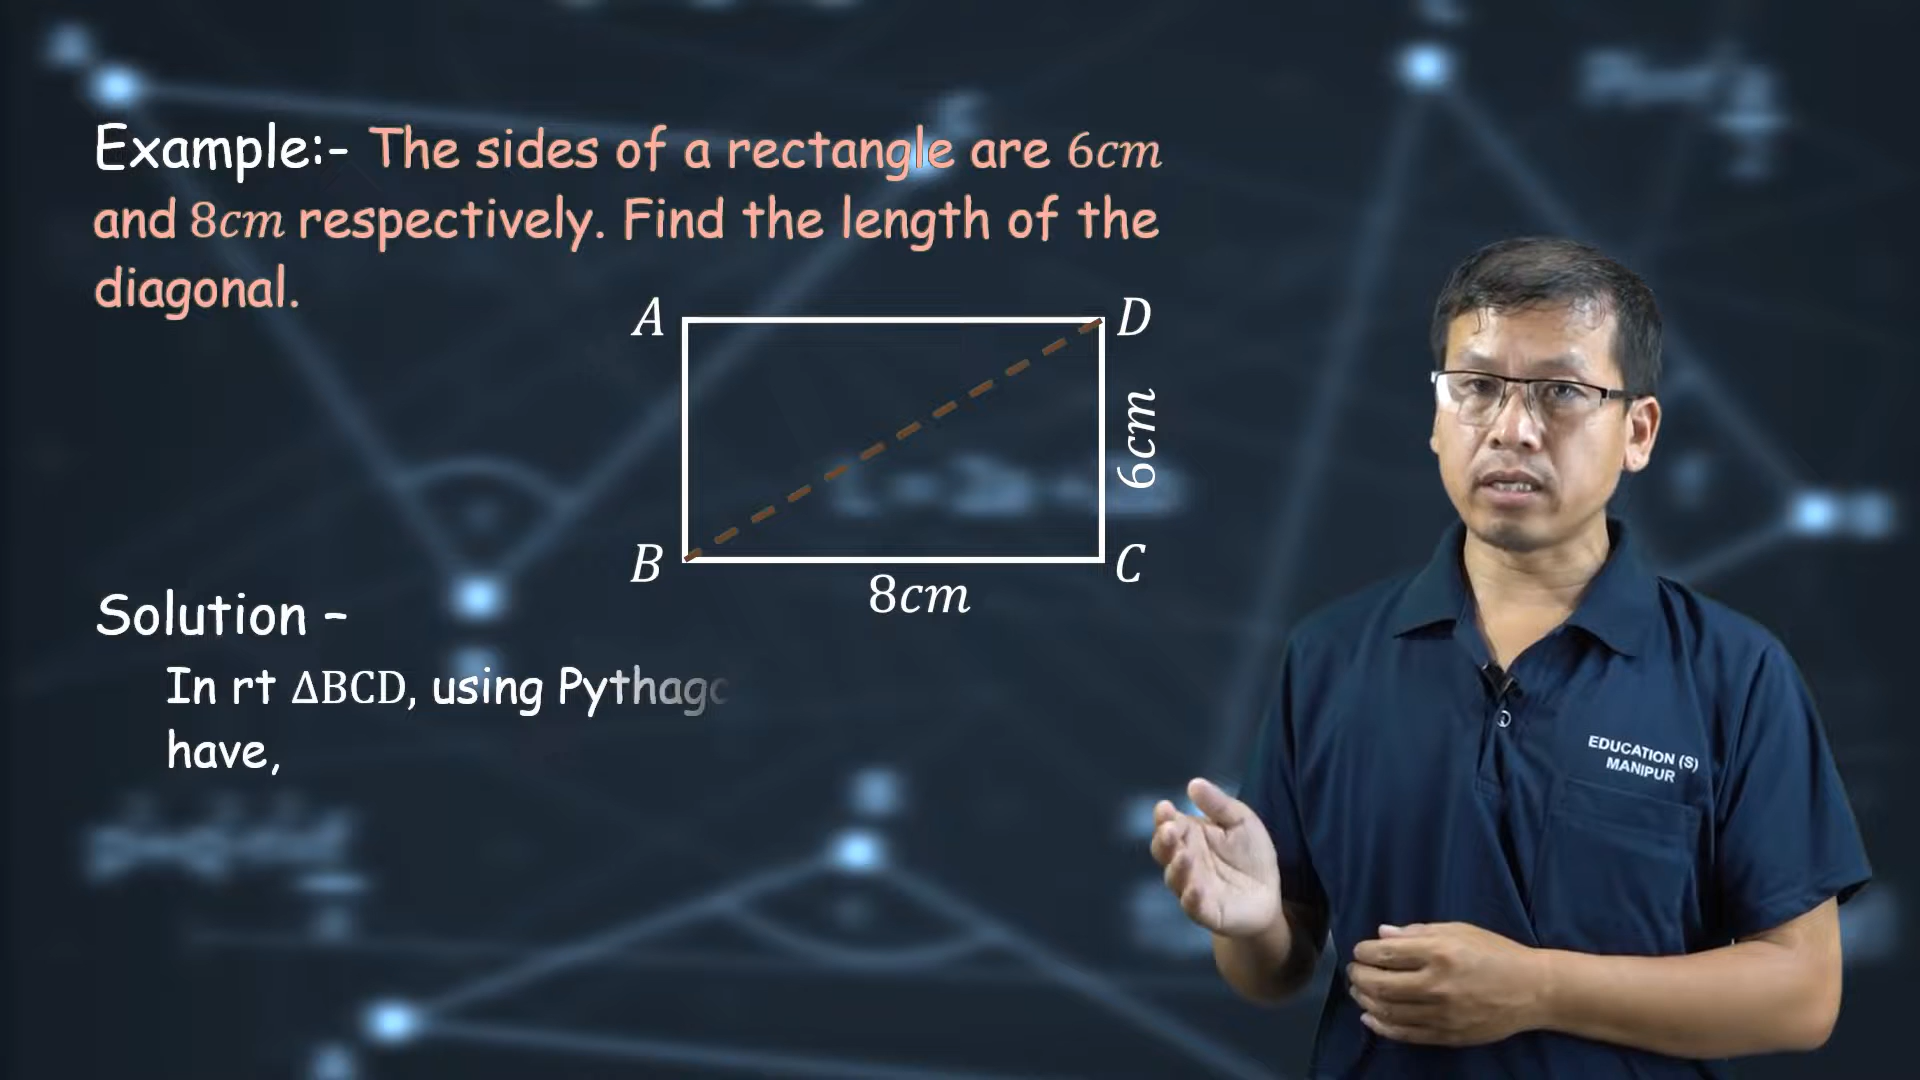 Example:- The sides of a rectangle are 6cm
and 8cm respectively. Find the length of the
diagonal.
A
D
6cm
B
C
8cm
Solution –
In rt ΔBCD, using
have,
EDUCATION (S)
MANIPUR